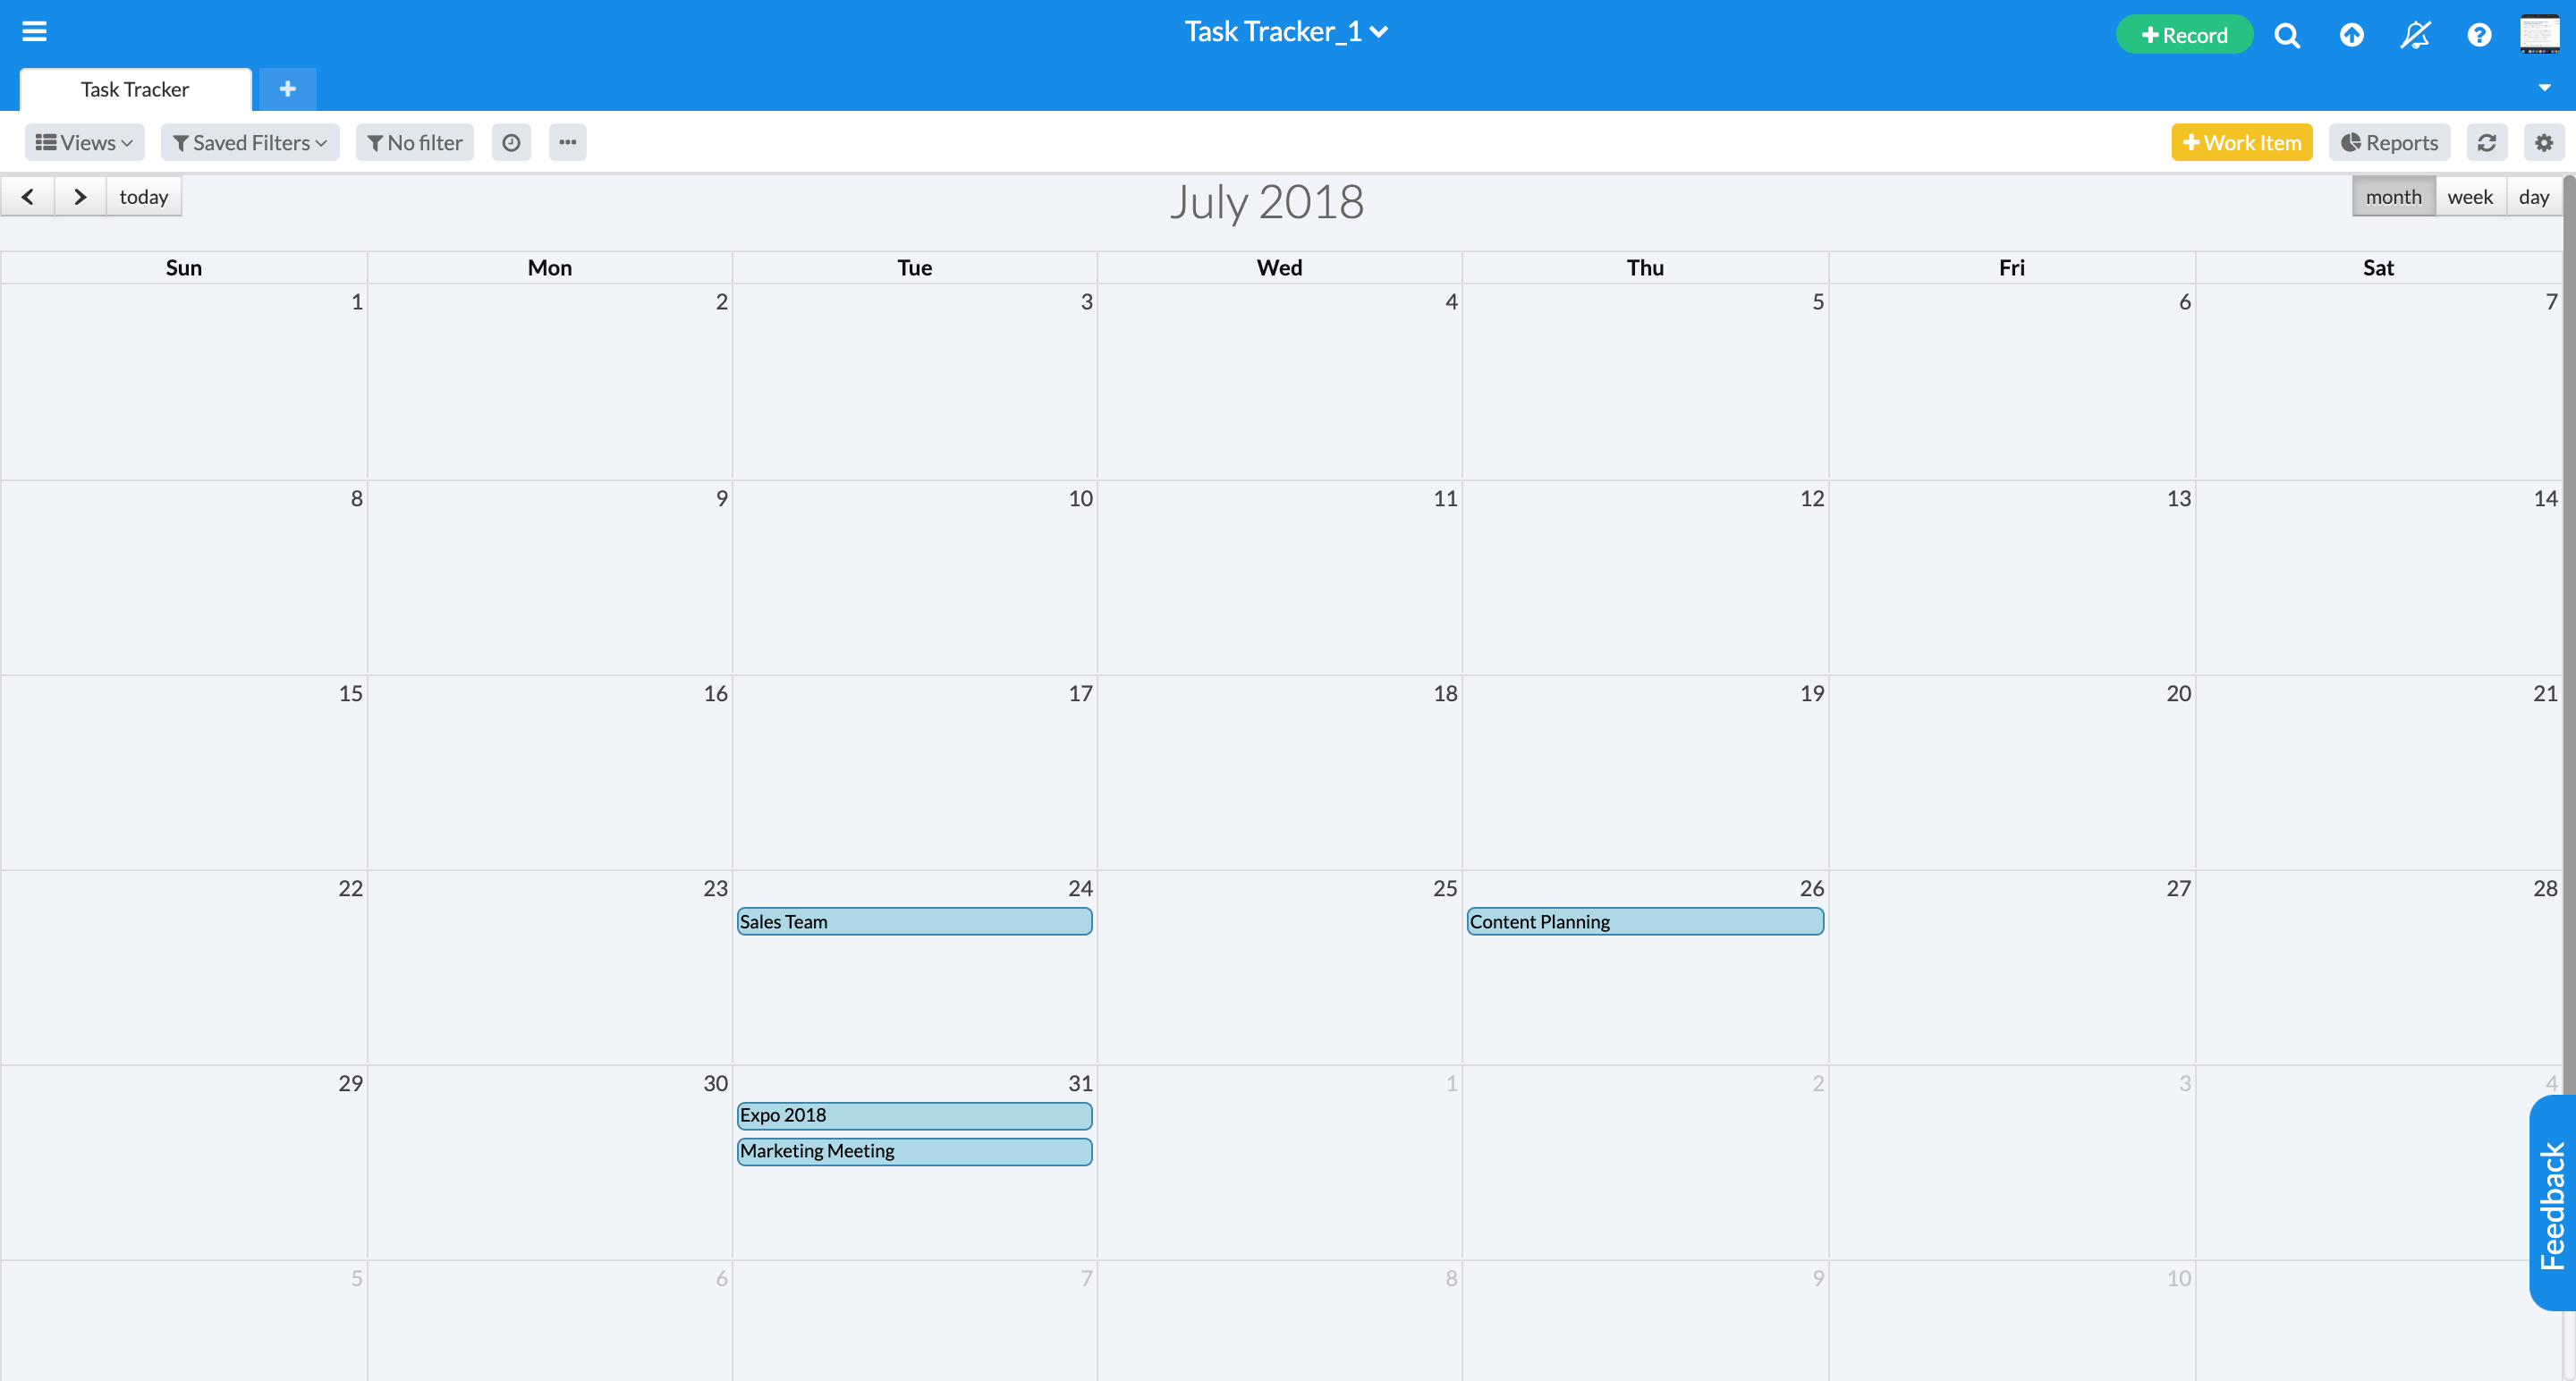 Task Tracker_1
Record
Task Tracker
Views
Saved Filters
No filter
Work Item
Reports
today
July 2018
month week day
Sun Mon Tue Wed Thu Fri Sat
1 2 3 4 5 6 7
8 9 10 11 12 13 14
15 16 17 18 19 20 21
22 23 24 25 26 27 28
Sales Team
Content Planning
29 30 31 1 2 3 4
Expo 2018
Marketing Meeting
5 6 7 8 9 10
Feedback